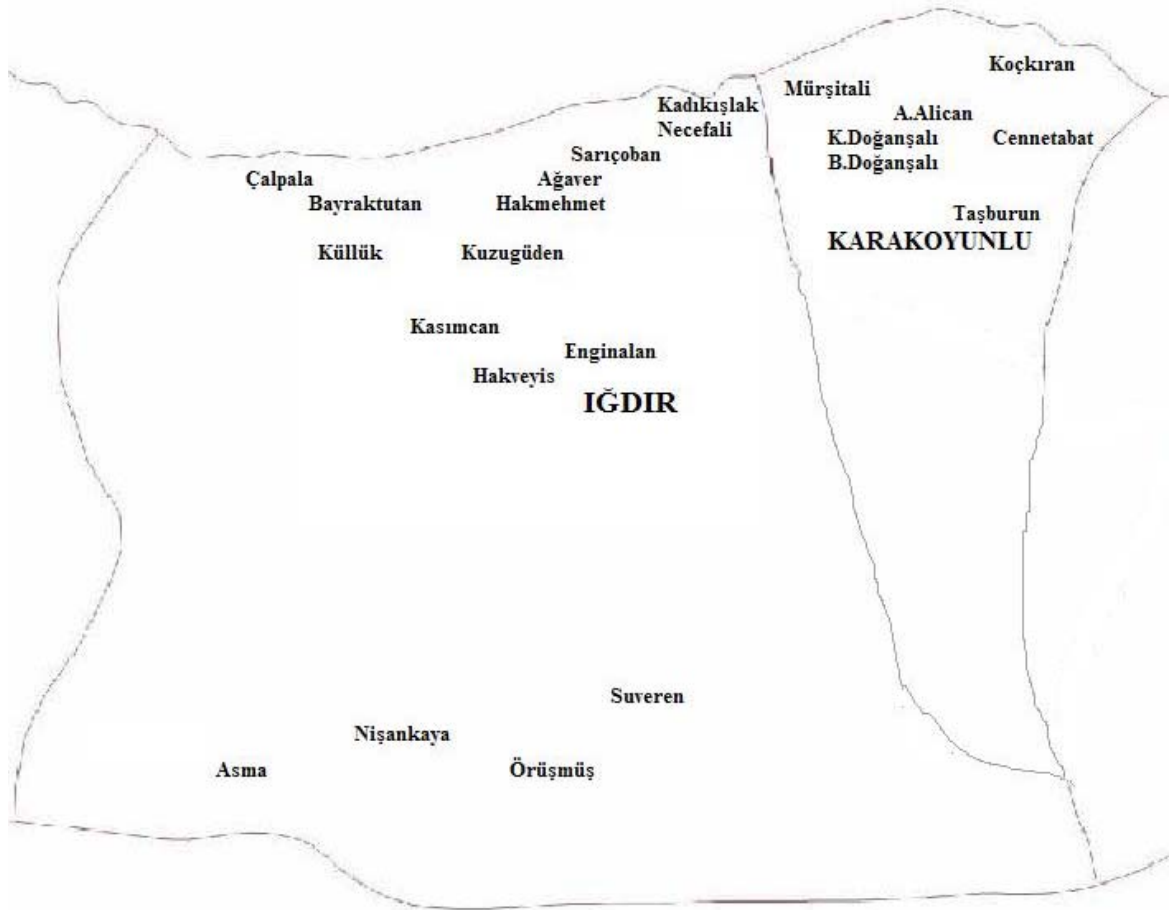 Koçkıran
Mürşitali
Kadıkışlak
Necefali
A.Alican
K.Doğanşalı
B.Doğanşalı
Cennetabat
Sarıçoban
Çalpala
Ağaver
Bayraktutan
Hakmehmet
Taşburun
KARAKOYUNLU
Küllük
Kuzugüden
Kasımcan
Enginalan
Hakveyis
IĞDIR
Suveren
Nişankaya
Asma
Örüşmüş